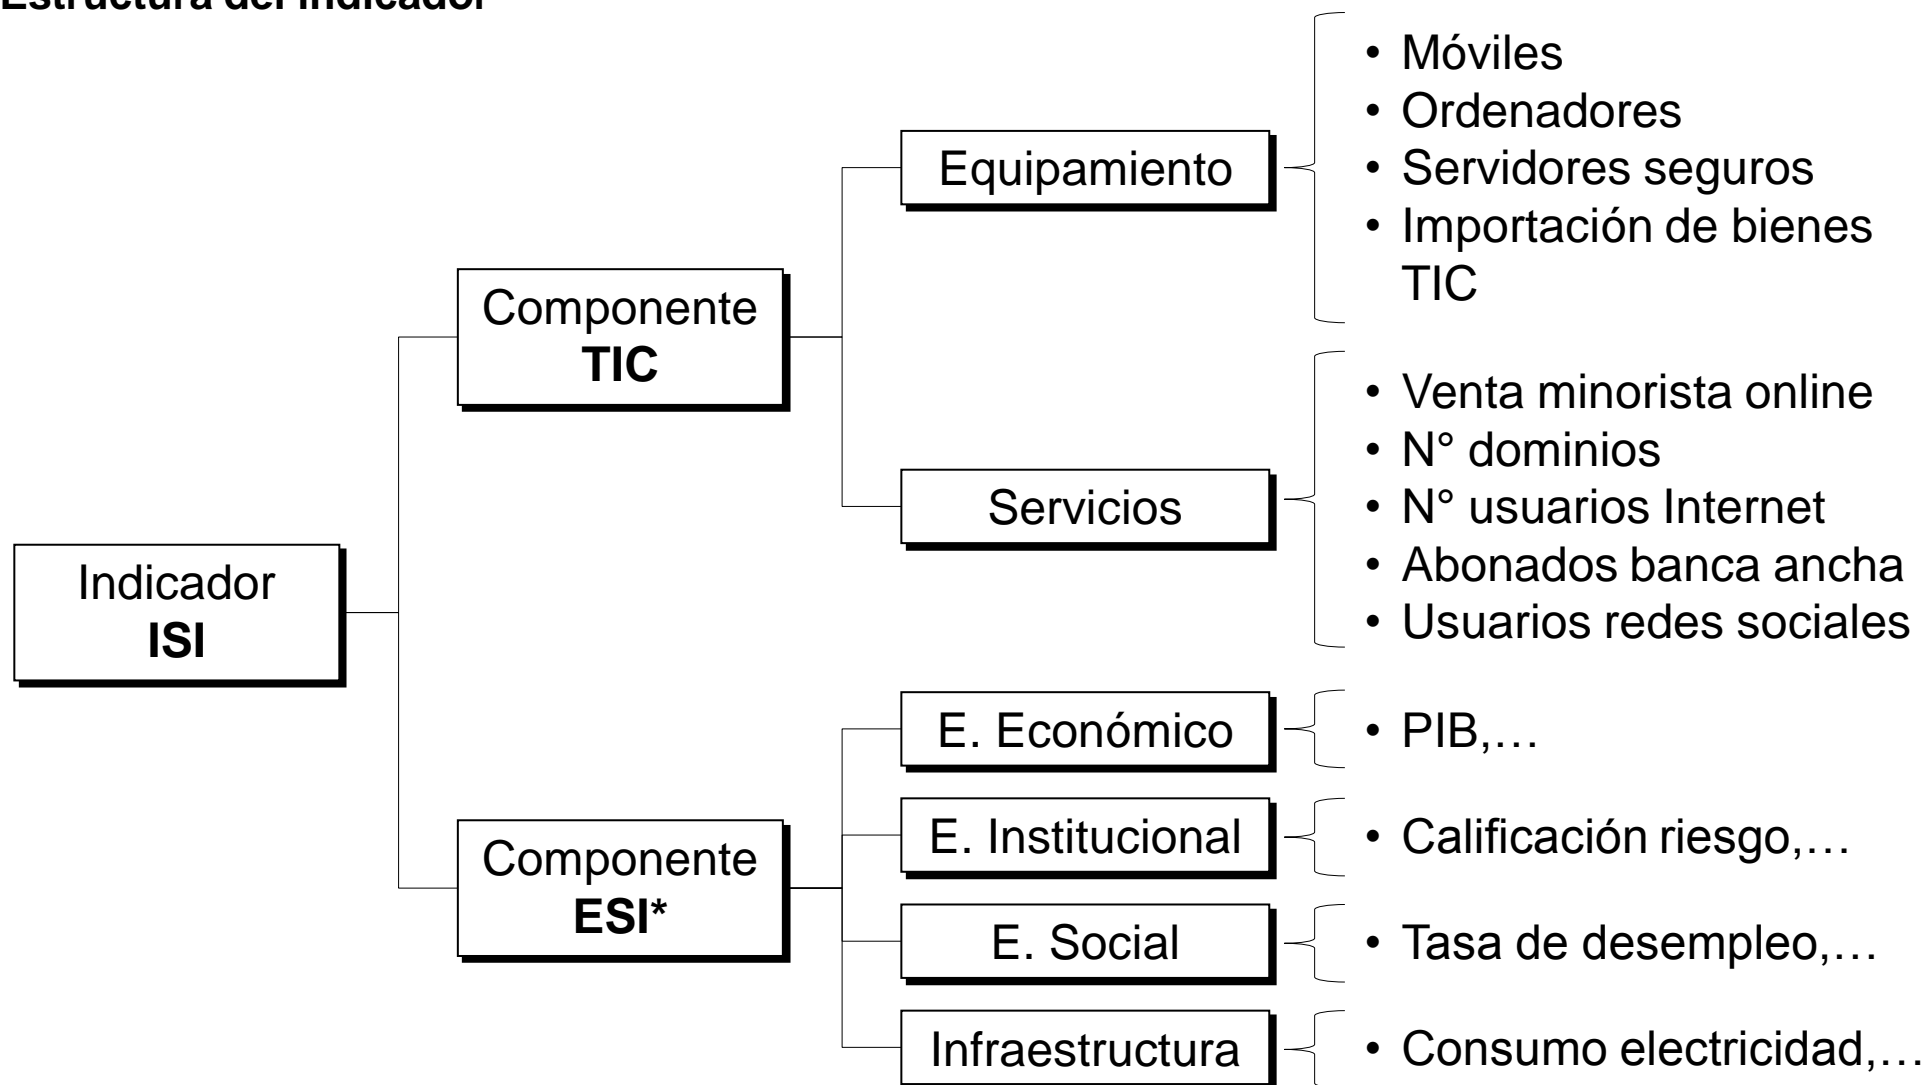 Estructura del Indicador
Indicador
ISI
Componente
TIC
Equipamiento
• Móviles
• Ordenadores
• Servidores seguros
• Importación de bienes
TIC
Servicios
• Venta minorista online
• N° dominios
• N° usuarios Internet
• Abonados banca ancha
• Usuarios redes sociales
Componente
ESI*
E. Económico
• PIB,…
E. Institucional
• Calificación riesgo,…
E. Social
• Tasa de desempleo,…
Infraestructura
• Consumo electricidad,…